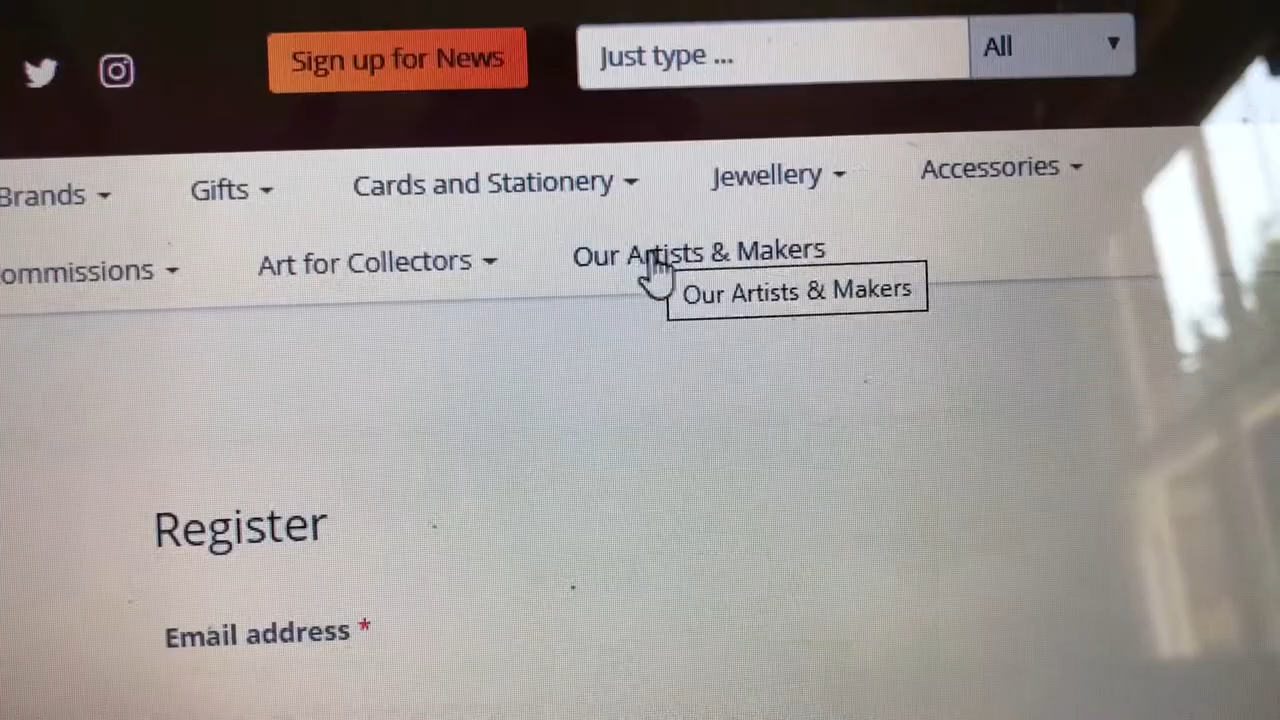 Sign up for News Just type ... All
Brands Gifts Cards and Stationery Jewellery Accessories
ommissions Art for Collectors Our Artists & Makers
Our Artists & Makers
Register
Email address *